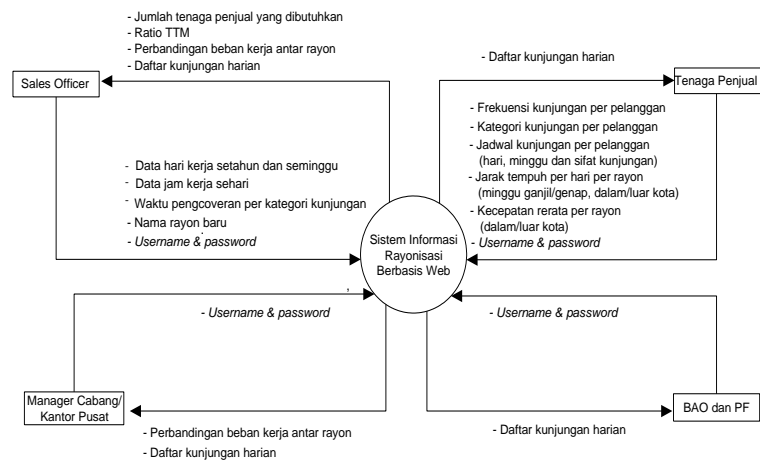 - Jumlah tenaga penjual yang dibutuhkan
- Ratio TTM
- Perbandingan beban kerja antar rayon
- Daftar kunjungan harian
Sales Officer
- Daftar kunjungan harian
Tenaga Penjual
- Data hari kerja setahun dan seminggu
- Data jam kerja sehari
- Waktu pengcoveran per kategori kunjungan
- Nama rayon baru
- Username & password
- Frekuensi kunjungan per pelanggan
- Kategori kunjungan per pelanggan
- Jadwal kunjungan per pelanggan
(hari, minggu dan sifat kunjungan)
- Jarak tempuh per hari per rayon
(minggu ganjil/genap, dalam/luar kota)
- Kecepatan rerata per rayon
(dalam/luar kota)
- Username & password
Sistem Informasi
Rayonisasi
Berbasis Web
- Username & password
- Username & password
Manager Cabang/
Kantor Pusat
BAO dan PF
- Perbandingan beban kerja antar rayon
- Daftar kunjungan harian
- Daftar kunjungan harian